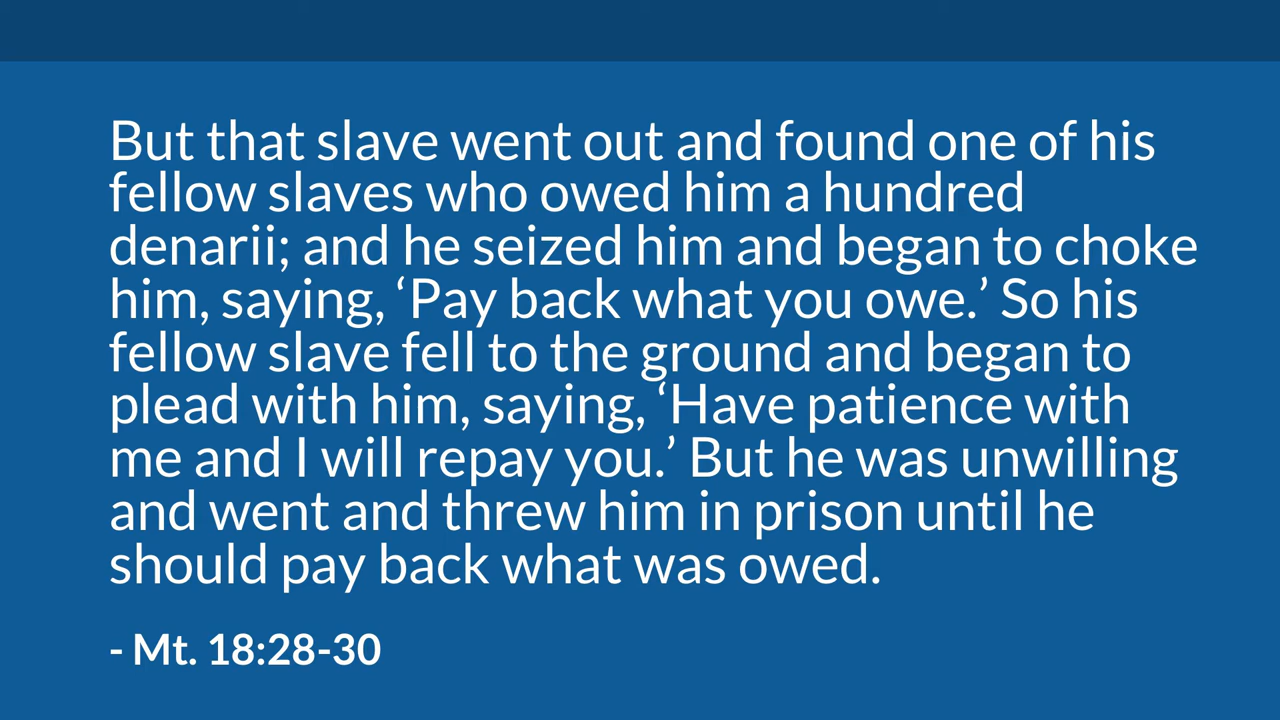 But that slave went out and found one of his
fellow slaves who owed him a hundred
denarii; and he seized him and began to choke
him, saying, ‘Pay back what you owe.’ So his
fellow slave fell to the ground and began to
plead with him, saying, ‘Have patience with
me and I will repay you.’ But he was unwilling
and went and threw him in prison until he
should pay back what was owed.
- Mt. 18:28-30